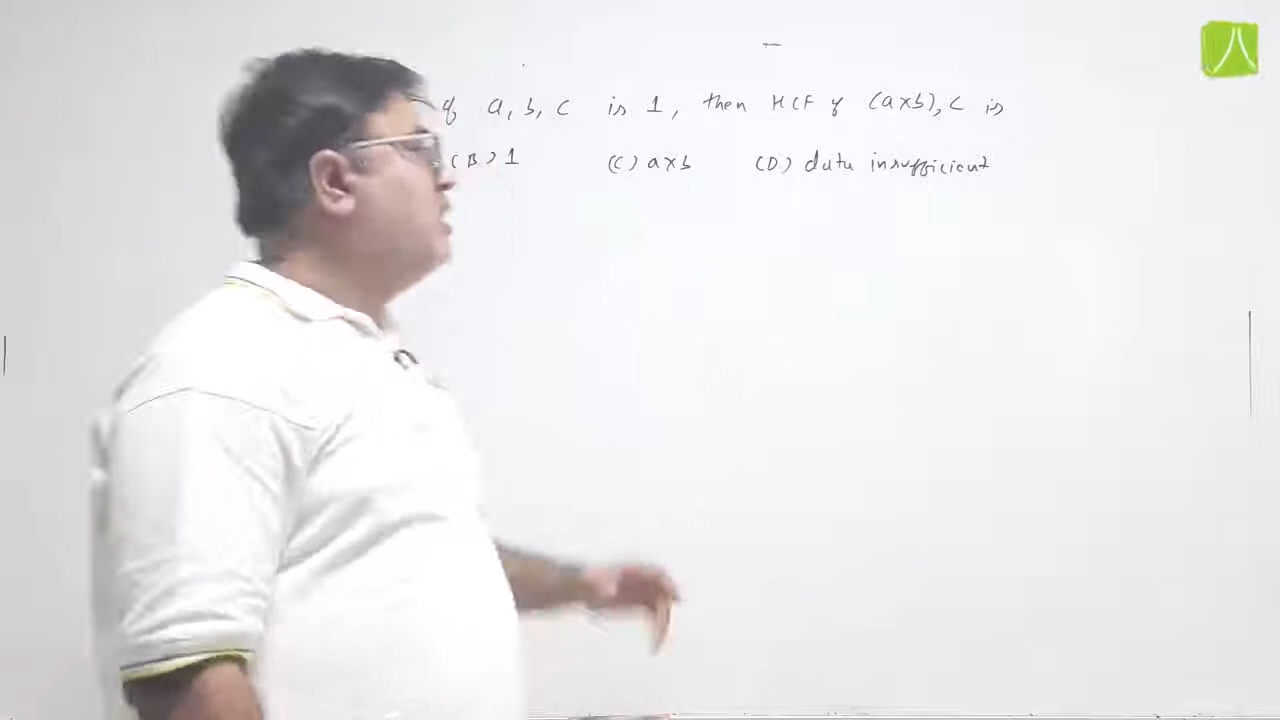 of a, b, c is 1, then HCF of (a×b), c is
(B) 1 (C) a×b (D) data insufficient